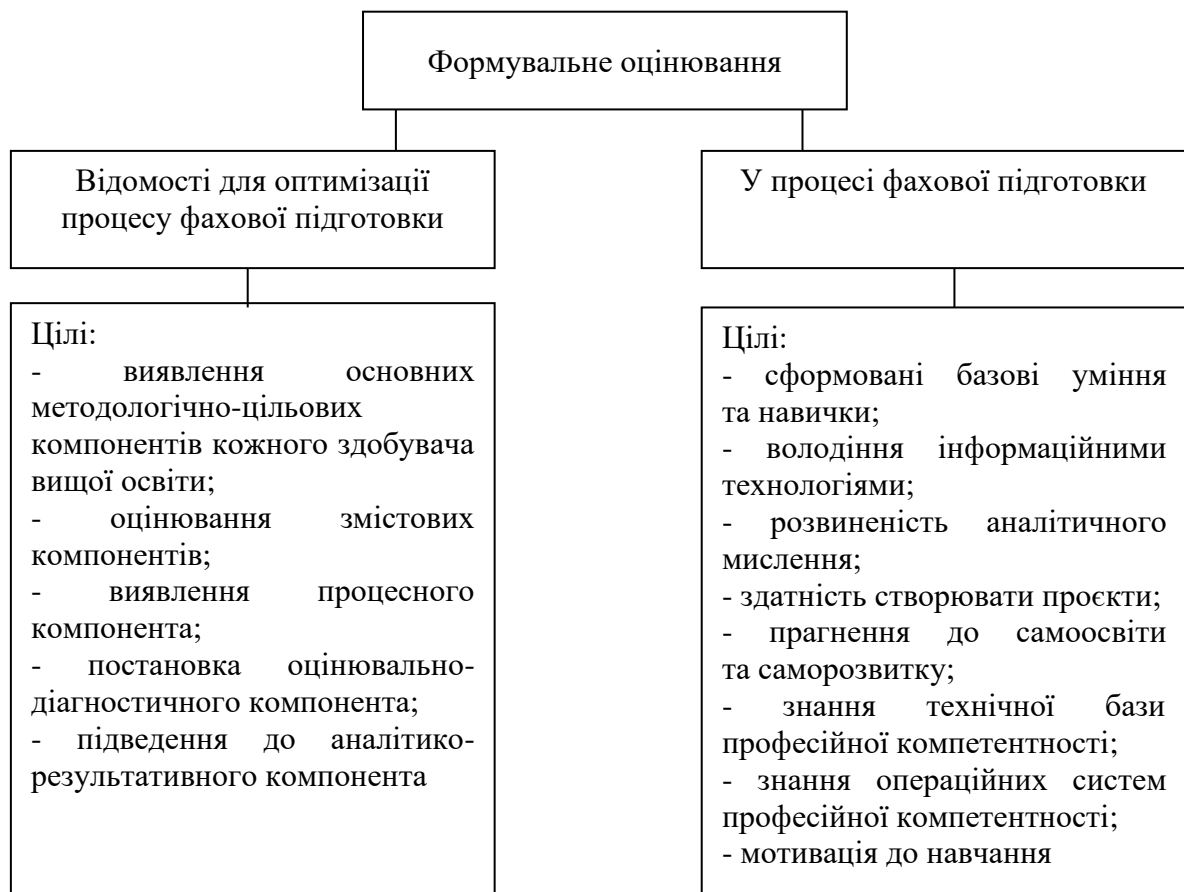 Формувальне оцінювання
Відомості для оптимізації
процесу фахової підготовки
Цілі:
- виявлення основних
методологічно-цільових
компонентів кожного здобувача
вищої освіти;
- оцінювання змістових
компонентів;
- виявлення процесного
компонента;
- постановка оцінювально-
діагностичного компонента;
- підведення до аналітико-
результативного компонента
У процесі фахової підготовки
Цілі:
- сформовані базові уміння
та навички;
- володіння інформаційними
технологіями;
- розвиненість аналітичного
мислення;
- здатність створювати проєкти;
- прагнення до самоосвіти
та саморозвитку;
- знання технічної бази
професійної компетентності;
- знання операційних систем
професійної компетентності;
- мотивація до навчання